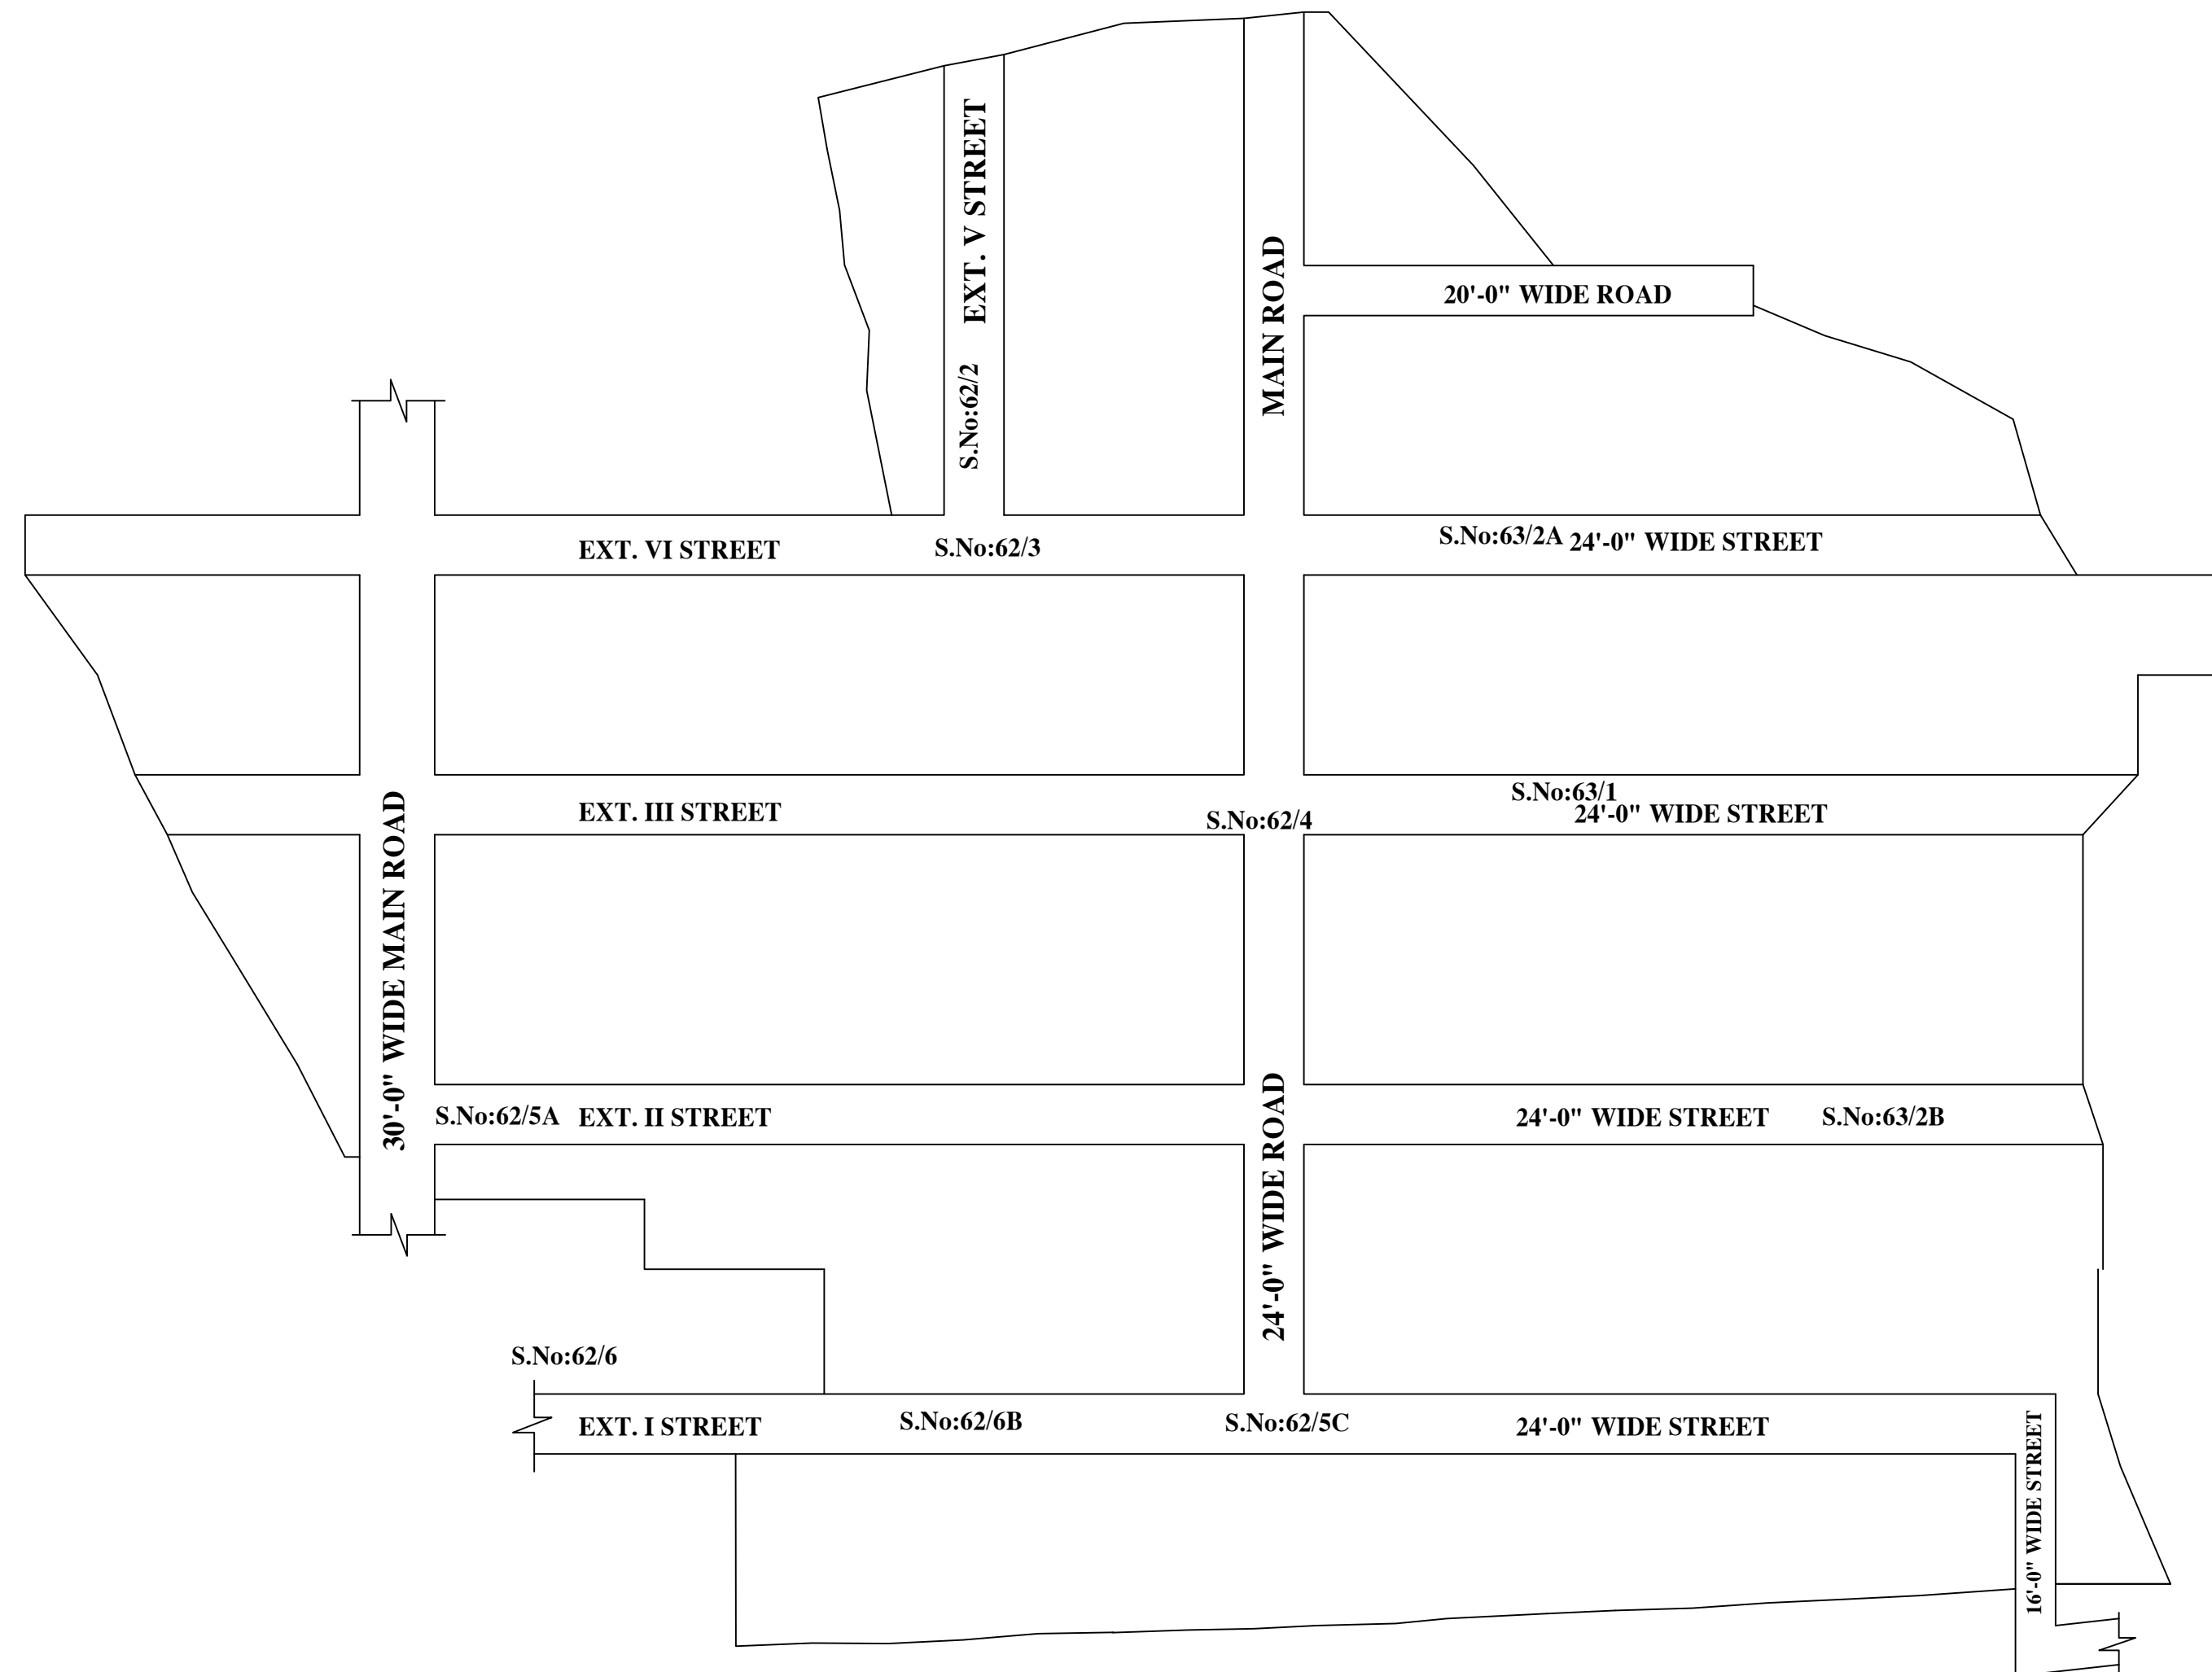 EXT. V STREET
S.No:62/2
MAIN ROAD
20'-0" WIDE ROAD
EXT. VI STREET
S.No:62/3
S.No:63/2A
24'-0" WIDE STREET
30'-0" WIDE MAIN ROAD
EXT. III STREET
S.No:62/4
S.No:63/1
24'-0" WIDE STREET
S.No:62/5A
EXT. II STREET
24'-0" WIDE ROAD
24'-0" WIDE STREET
S.No:63/2B
S.No:62/6
EXT. I STREET
S.No:62/6B
S.No:62/5C
24'-0" WIDE STREET
16'-0" WIDE STREET